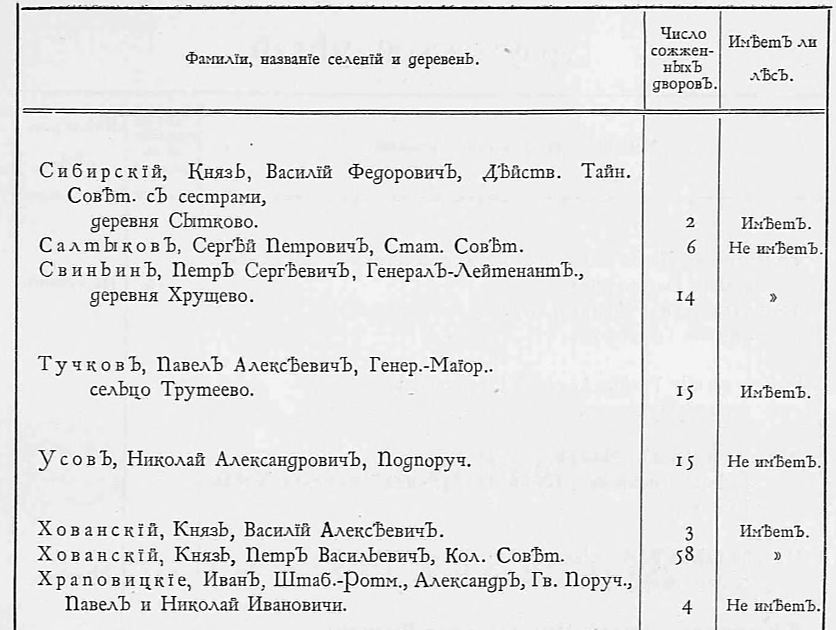 Фамиліи, названіе селеній и деревень.
Число
сожжен-
ныхъ
дворовъ.
Имѣетъ ли
лѣсъ.
Сибирскій, Князь, Василій Федоровичъ, Дѣйств. Тайн.
Совѣт. съ сестрами,
деревня Сытково. 2 Имѣетъ.
Салтыковъ, Сергѣй Петровичъ, Стат. Совѣт. 6 Не имѣетъ.
Свиньинъ, Петръ Сергѣевичъ, Генералъ-Лейтенантъ.,
деревня Хрущево. 14 »
Тучковъ, Павелъ Алексѣевичъ, Генер.-Маіор..
сельцо Трутеево. 15 Имѣетъ.
Усовъ, Николай Александровичъ, Подпоруч. 15 Не имѣетъ.
Хованскій, Князь, Василій Алексѣевичъ. 3 Имѣетъ.
Хованскій, Князь, Петръ Васильевичъ, Кол. Совѣт. 58 »
Храповицкіе, Иванъ, Штаб.-Ротм., Александръ, Гв. Поруч.,
Павелъ и Николай Ивановичи. 4 Не имѣетъ.